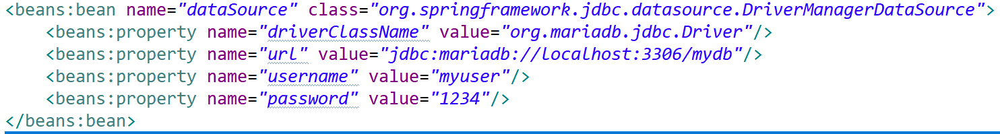 <beans:bean name="dataSource" class="org.springframework.jdbc.datasource.DriverManagerDataSource">
<beans:property name="driverClassName" value="org.mariadb.jdbc.Driver"/>
<beans:property name="url" value="jdbc:mariadb://localhost:3306/mydb"/>
<beans:property name="username" value="myuser"/>
<beans:property name="password" value="1234"/>
</beans:bean>